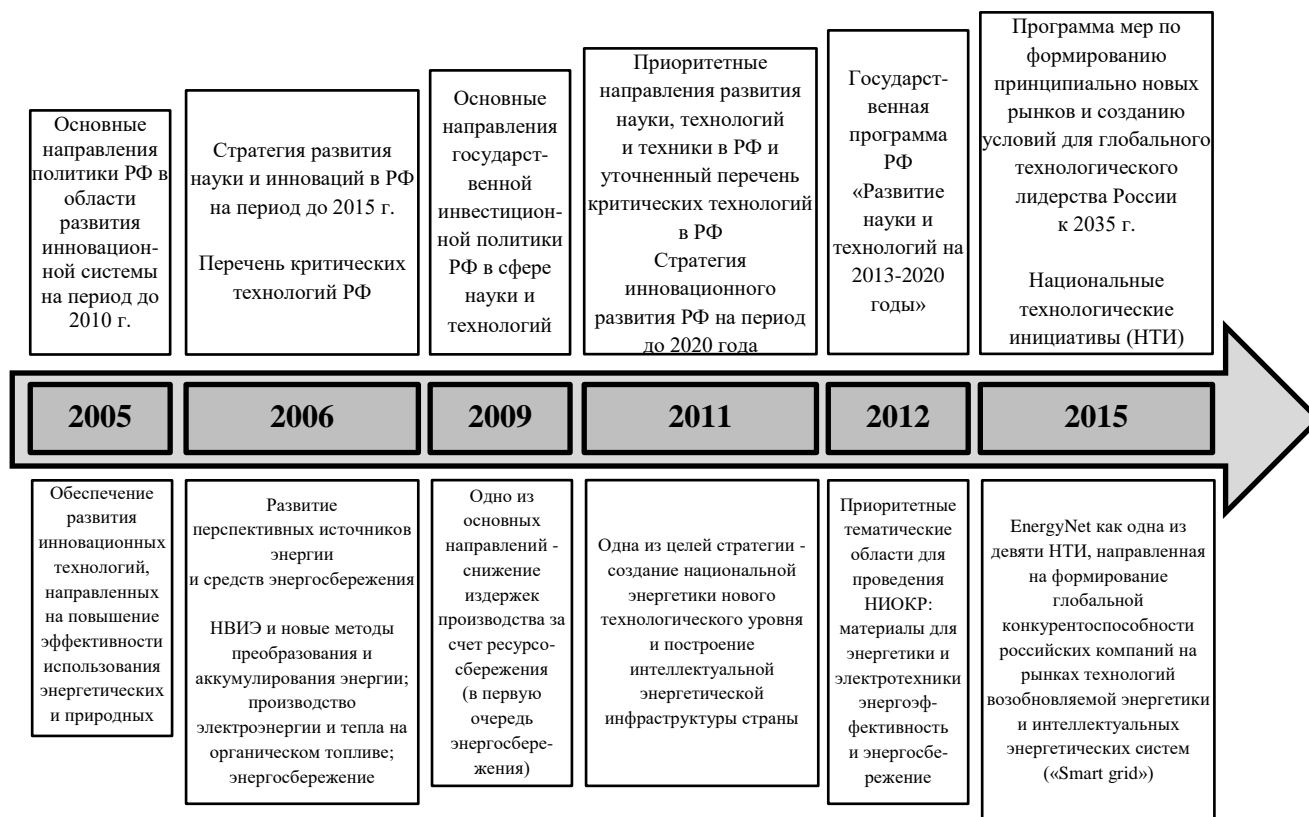 Основные
направления
политики РФ в
области
развития
инновацион-
ной системы
на период до
2010 г.
Стратегия развития
науки и инноваций в РФ
на период до 2015 г.
Перечень критических
технологий РФ
Основные
направления
государст-
венной
инвестицион-
ной политики
РФ в сфере
науки и
технологий
Приоритетные
направления развития
науки, технологий
и техники в РФ и
уточненный перечень
критических технологий
в РФ
Стратегия
инновационного
развития РФ на период
до 2020 года
Государст-
венная
программа
РФ
«Развитие
науки и
технологий на
2013-2020
годы»
Программа мер по
формированию
принципиально новых
рынков и созданию
условий для глобального
технологического
лидерства России
к 2035 г.
Национальные
технологические
инициативы (НТИ)
2005
2006
2009
2011
2012
2015
Обеспечение
развития
инновационных
технологий,
направленных
на повышение
эффективности
использования
энергетических
и природных
Развитие
перспективных источников
энергии
и средств энергосбережения
НВИЭ и новые методы
преобразования и
аккумулирования энергии;
производство
электроэнергии и тепла на
органическом топливе;
энергосбережение
Одно из
основных
направлений -
снижение
издержек
производства за
счет ресурсо-
сбережения
(в первую
очередь
энергосбере-
жения)
Одна из целей стратегии -
создание национальной
энергетики нового
технологического уровня
и построение
интеллектуальной
энергетической
инфраструктуры страны
Приоритетные
тематические
области для
проведения
НИОКР:
материалы для
энергетики и
электротехники
энергоэф-
фективность
и энергосбе-
режение
EnergyNet как одна из
девяти НТИ, направленная
на формирование
глобальной
конкурентоспособности
российских компаний на
рынках технологий
возобновляемой энергетики
и интеллектуальных
энергетических систем
(«Smart grid»)